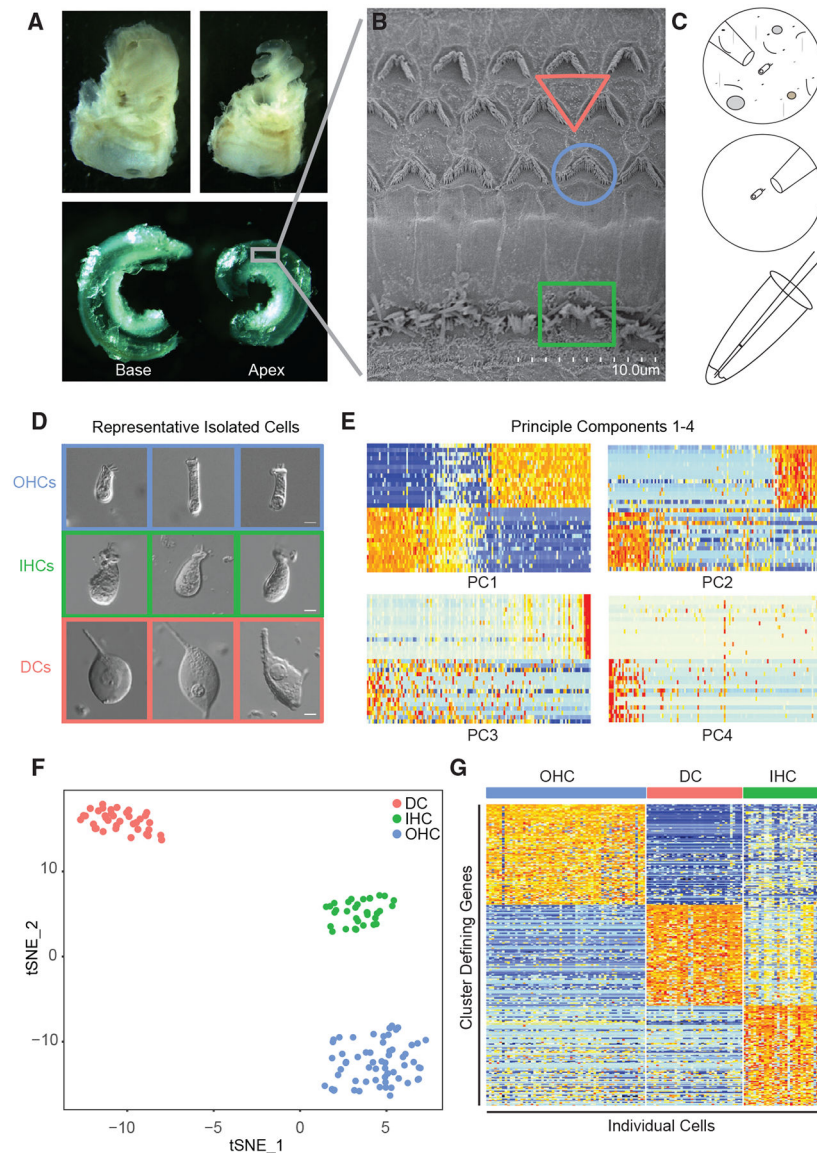 A
B
C
Base
Apex
10.0um
D
Representative Isolated Cells
OHCs
IHCs
DCs
E
Principle Components 1-4
PC1
PC2
PC3
PC4
F
DC
IHC
OHC
10
0
−10
tSNE_2
−10
−5
0
5
tSNE_1
G
OHC
DC
IHC
Cluster Defining Genes
Individual Cells